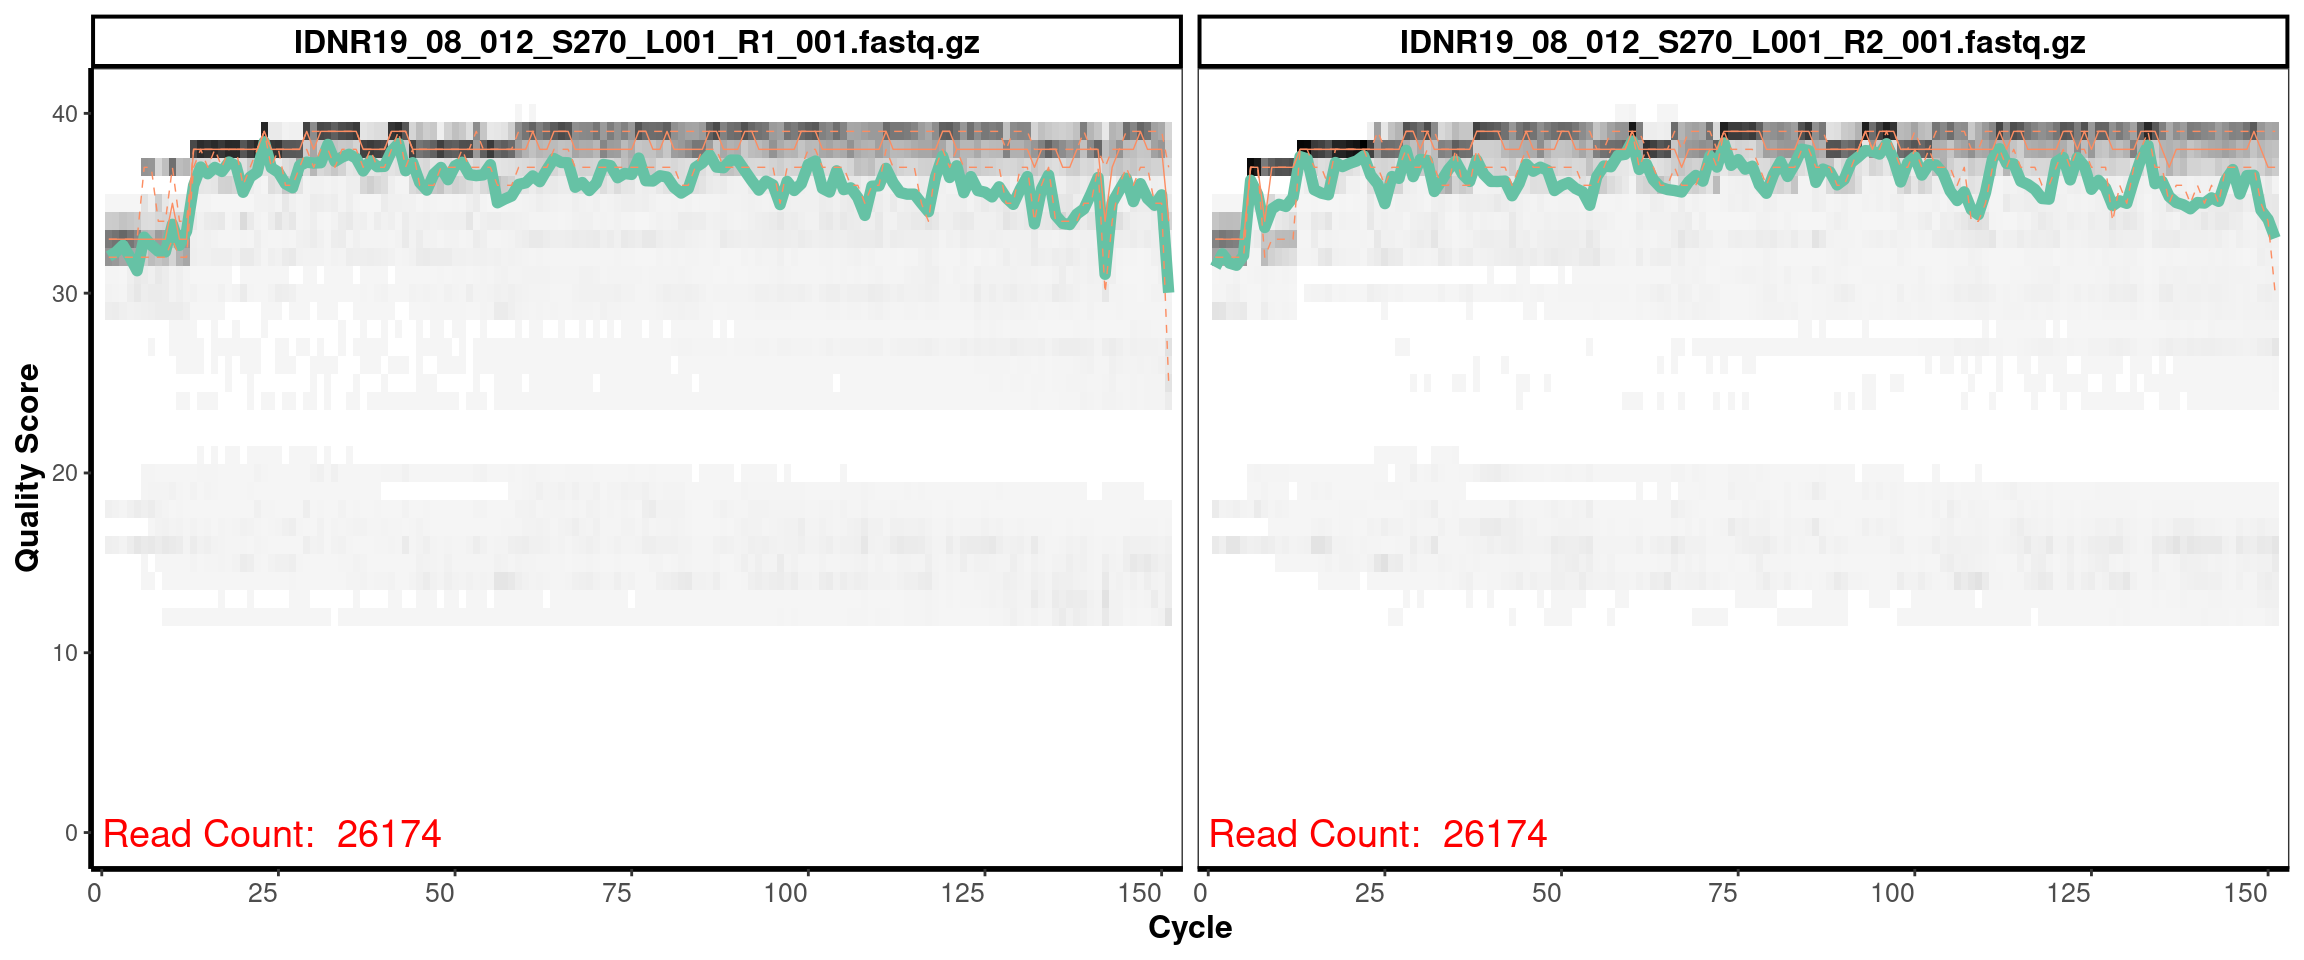 IDNR19_08_012_S270_L001_R1_001.fastq.gz
IDNR19_08_012_S270_L001_R2_001.fastq.gz
Quality Score
40
30
20
10
0
Read Count:  26174
Read Count:  26174
0 25 50 75 100 125 150
0 25 50 75 100 125 150
Cycle